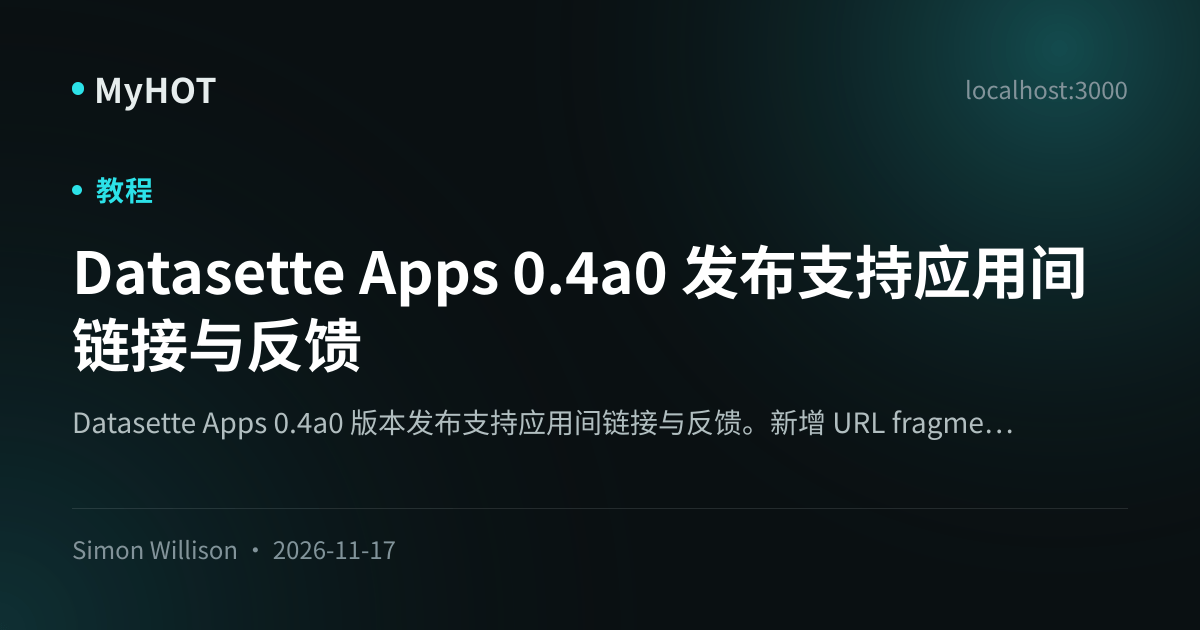 MyHOT
localhost:3000
教程
Datasette Apps 0.4a0 发布支持应用间
链接与反馈
Datasette Apps 0.4a0 版本发布支持应用间链接与反馈。新增 URL fragme…
Simon Willison · 2026-11-17